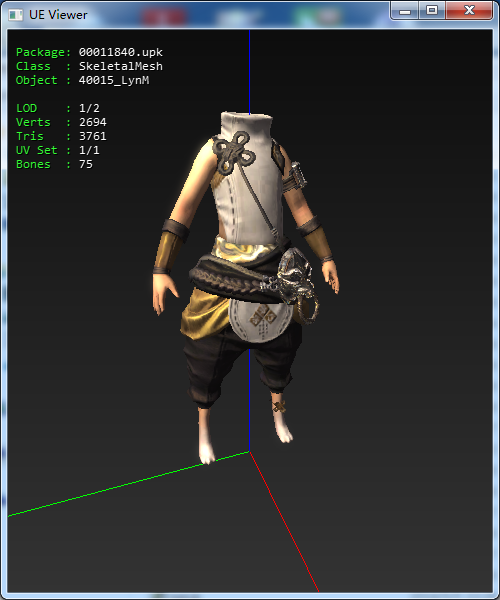 UE Viewer
Package: 00011840.upk
Class : SkeletalMesh
Object : 40015_LynM
LOD : 1/2
Verts : 2694
Tris : 3761
UV Set : 1/1
Bones : 75